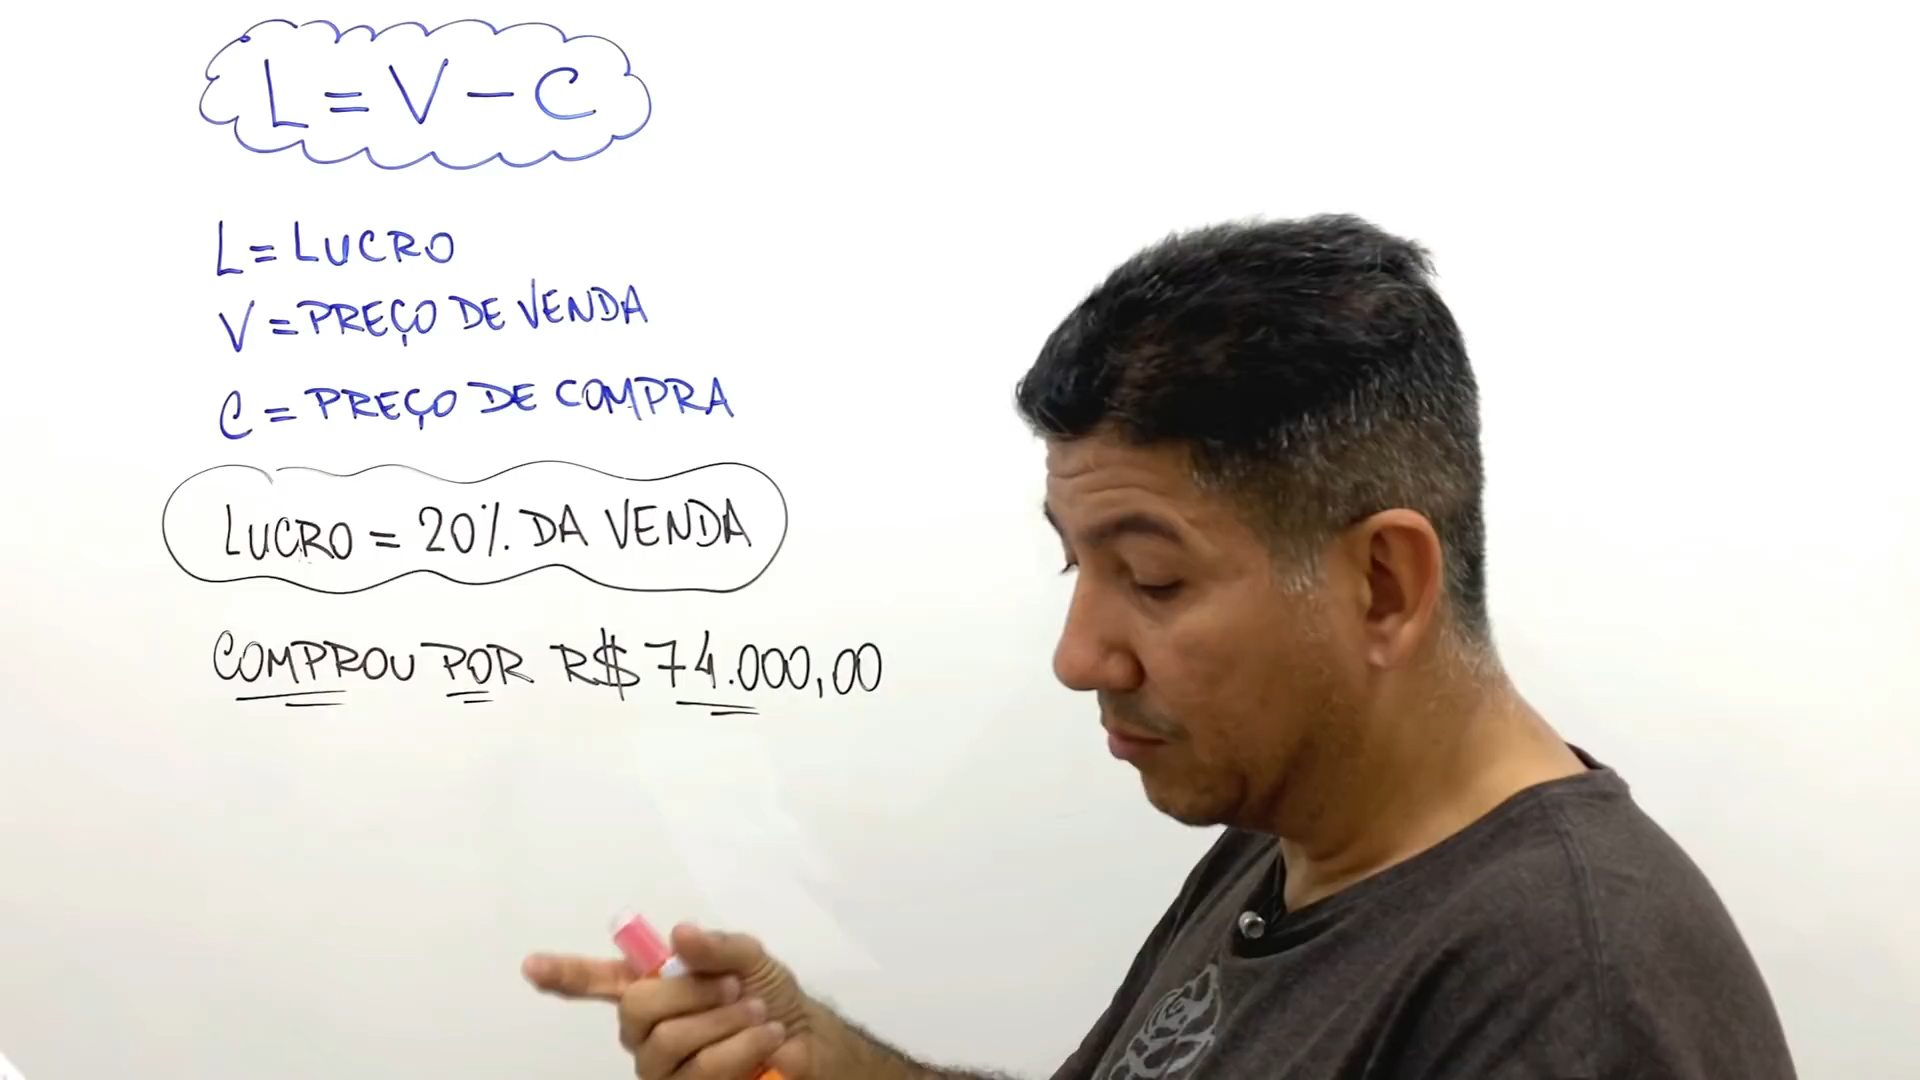 L = V - C
L = LUCRO
V = PREÇO DE VENDA
C = PREÇO DE COMPRA
LUCRO = 20% DA VENDA
COMPROU POR R$ 74.000,00